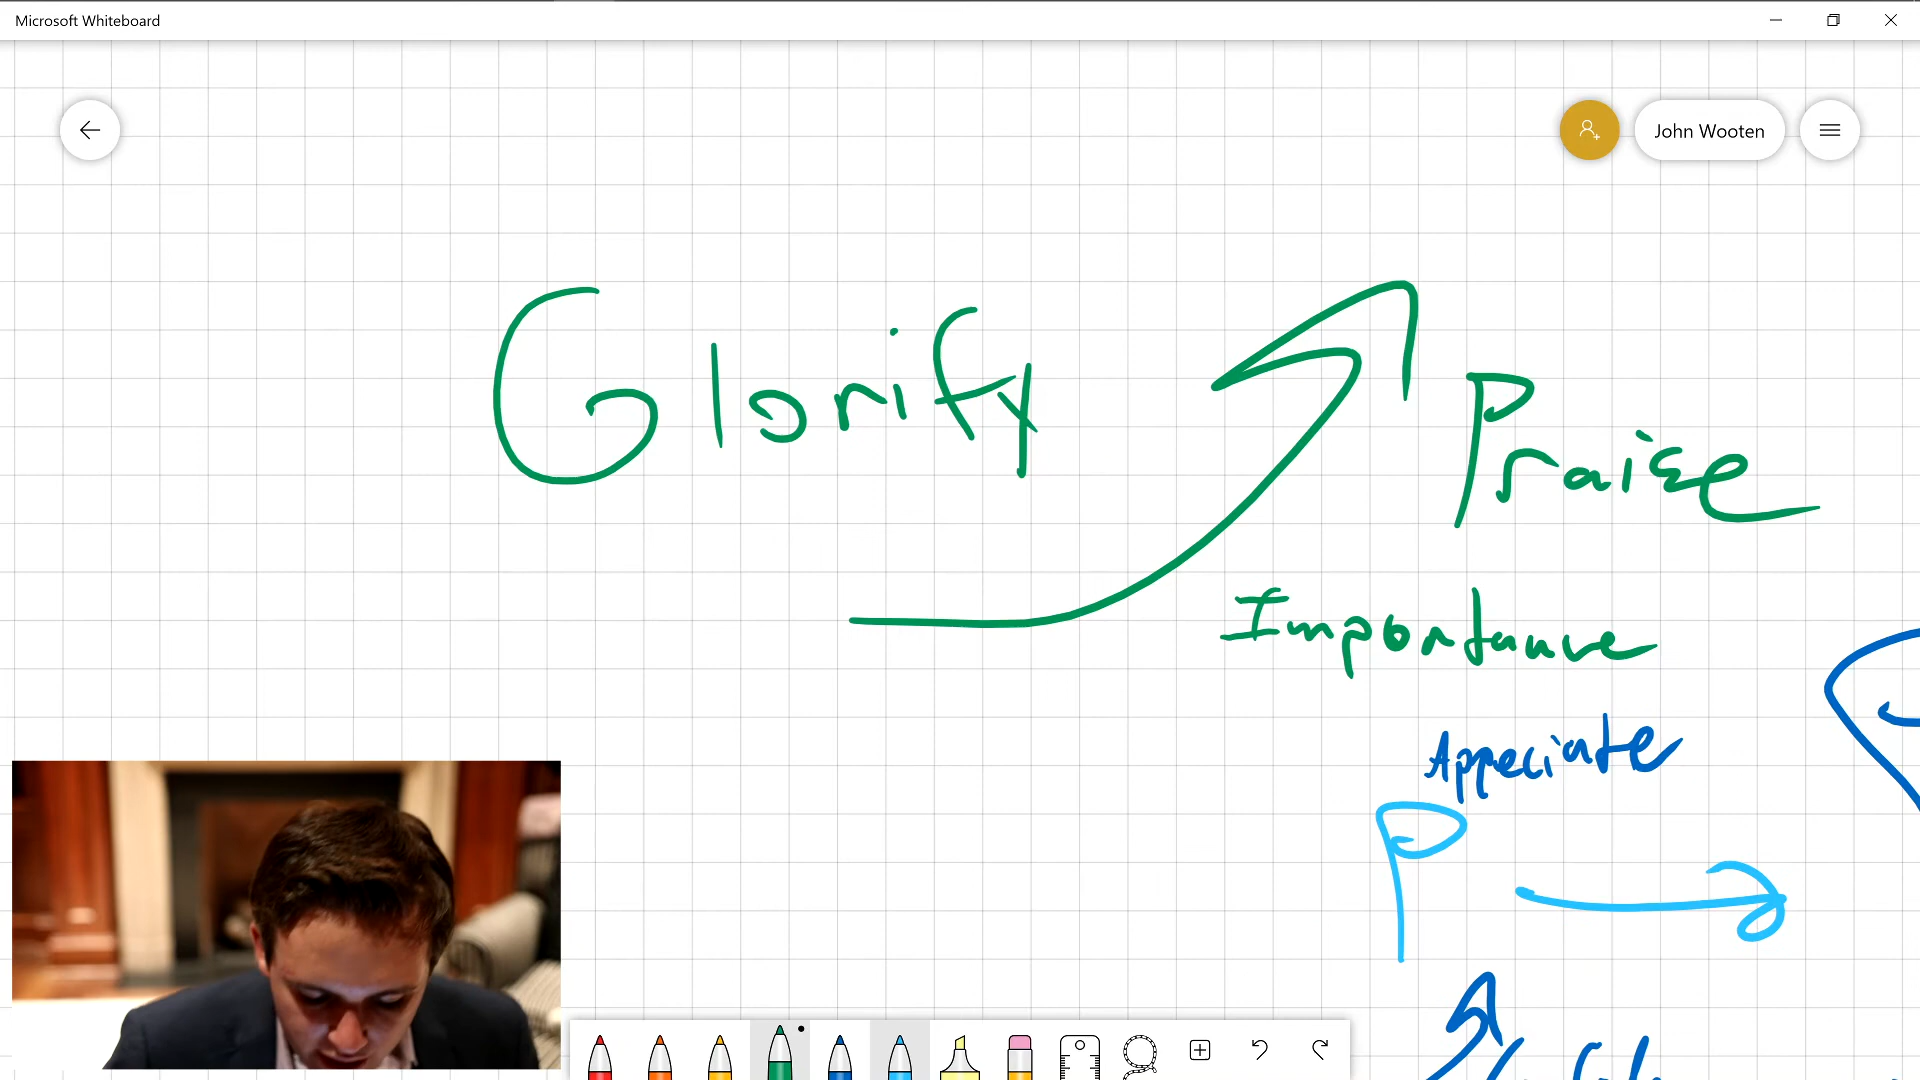 Microsoft Whiteboard
John Wooten
Glorify
Praise
Importance
Appreciate
P